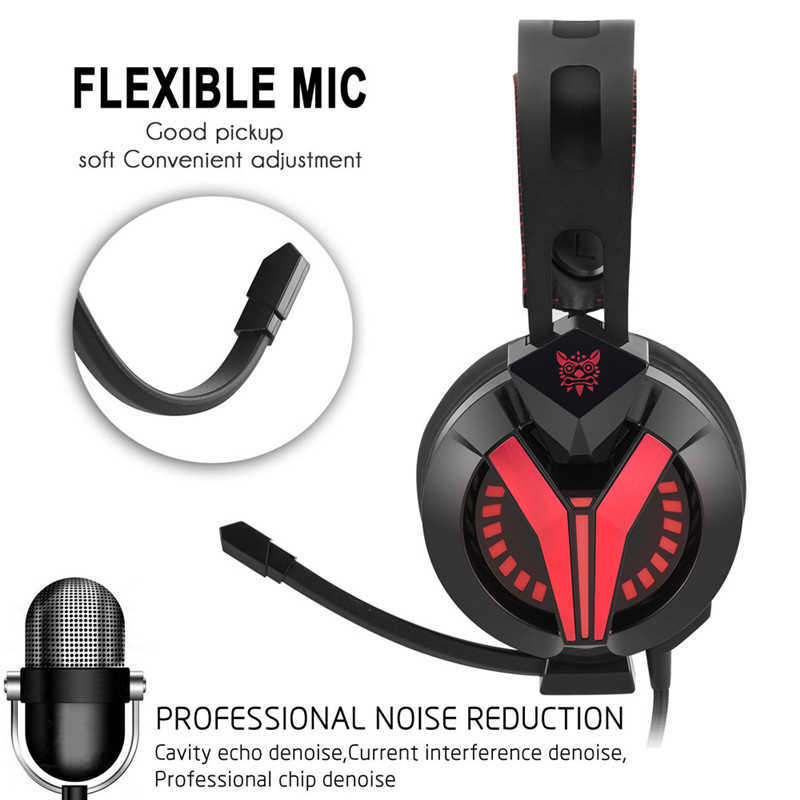 FLEXIBLE MIC
Good pickup
soft Convenient adjustment
PROFESSIONAL NOISE REDUCTION
Cavity echo denoise,Current interference denoise,
Professional chip denoise